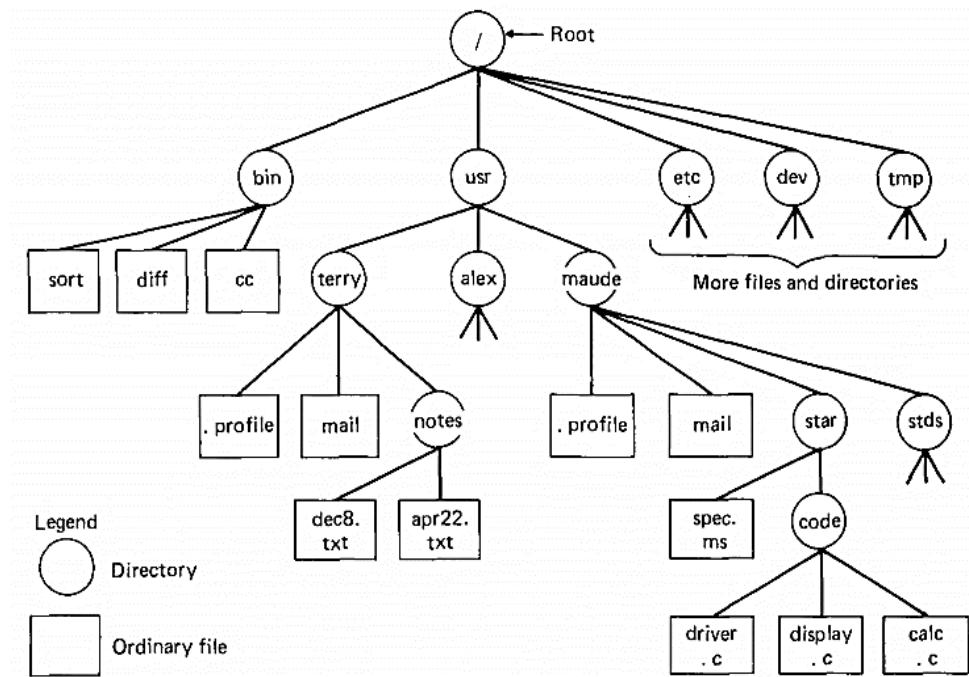 /
Root
bin
usr
etc
dev
tmp
sort
diff
cc
terry
alex
maude
More files and directories
. profile
mail
notes
. profile
mail
star
stds
dec8.
txt
apr22.
txt
spec.
ms
code
Legend
Directory
driver
. c
display
. c
calc
. c
Ordinary file